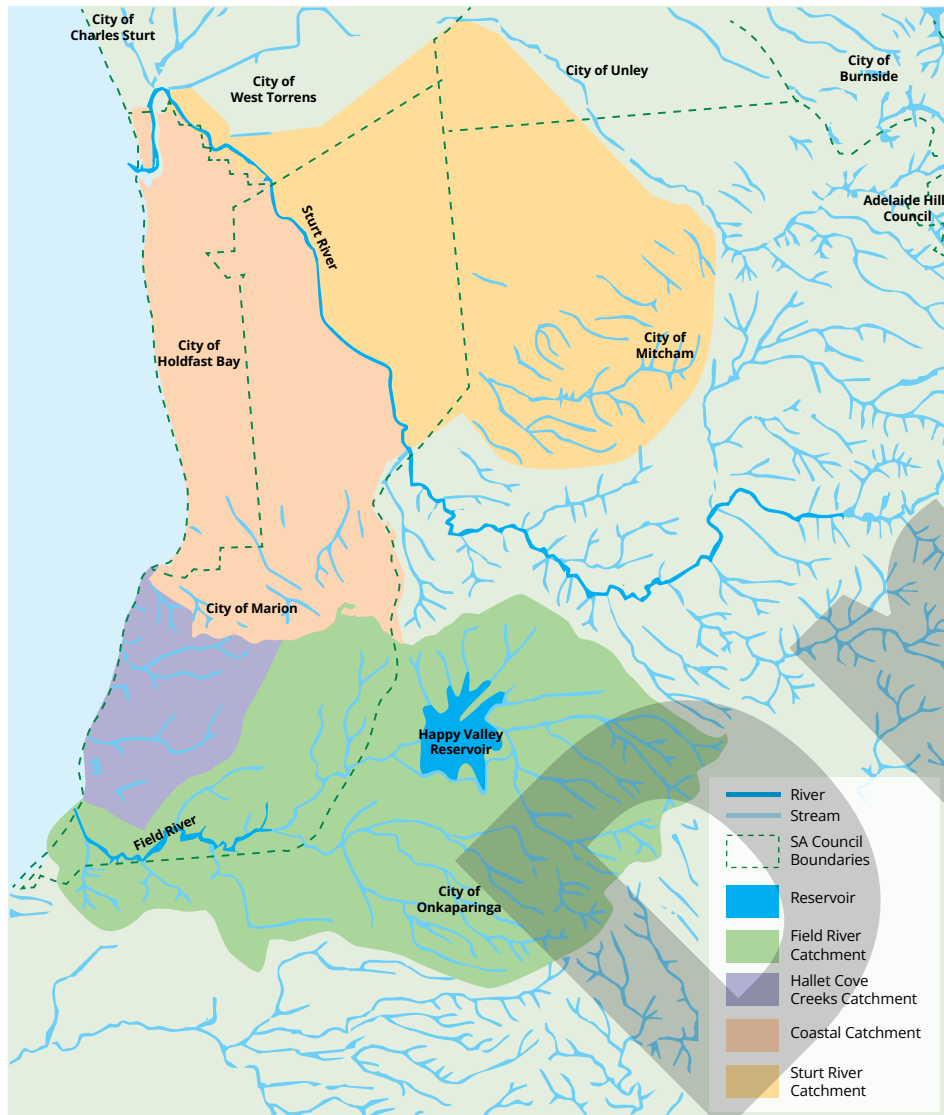 City of
Charles Sturt
City of
West Torrens
City of Unley
City of
Burnside
Adelaide Hill
Council
Sturt River
City of
Holdfast Bay
City of
Mitcham
City of Marion
Happy Valley
Reservoir
Field River
City of
Onkaparinga
River
Stream
SA Council
Boundaries
Reservoir
Field River
Catchment
Hallet Cove
Creeks Catchment
Coastal Catchment
Sturt River
Catchment